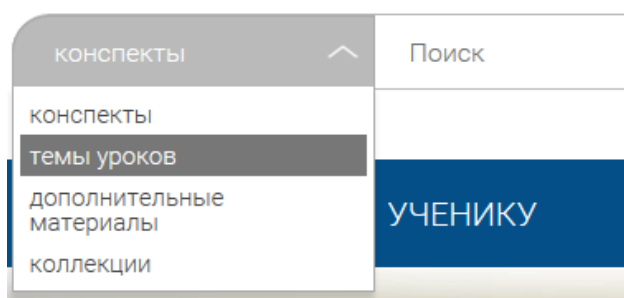 конспекты
Поиск
конспекты
темы уроков
дополнительные
материалы
коллекции
УЧЕНИКУ